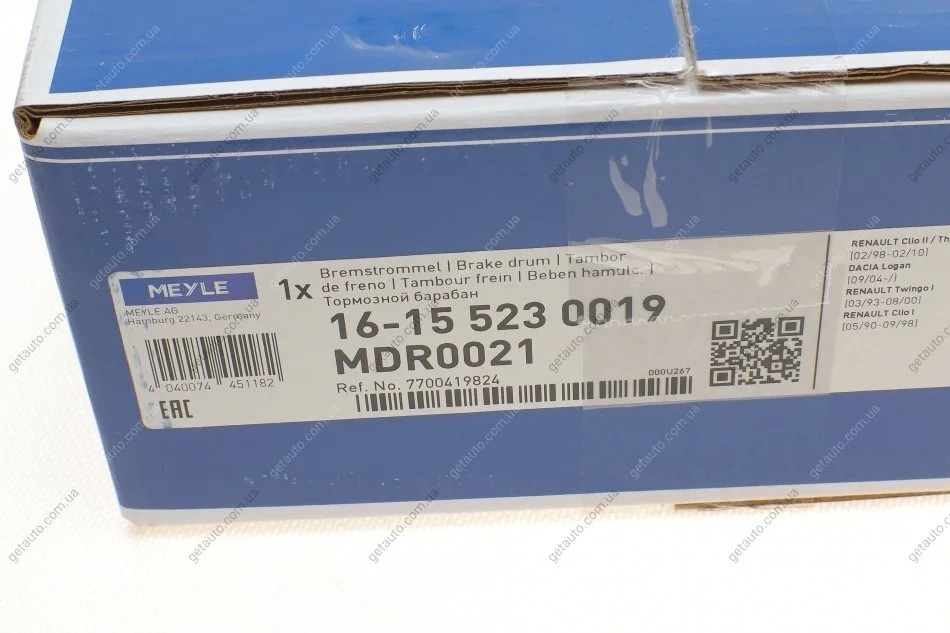 MEYLE
MEYLE AG
Hamburg 22143, Germany
4 040074 451182
EAC
1x
Bremstrommel | Brake drum | Tambor
de freno | Tambour frein | Beben hamulc. |
Тормозной барабан
16-15 523 0019
MDR0021
Ref. No. 7700419824
000U267
RENAULT Clio II / Th
(02/98-02/10)
DACIA Logan
(09/04-/)
RENAULT Twingo I
(03/93-08/00)
RENAULT Clio I
(05/90-09/98)
getauto.com.ua